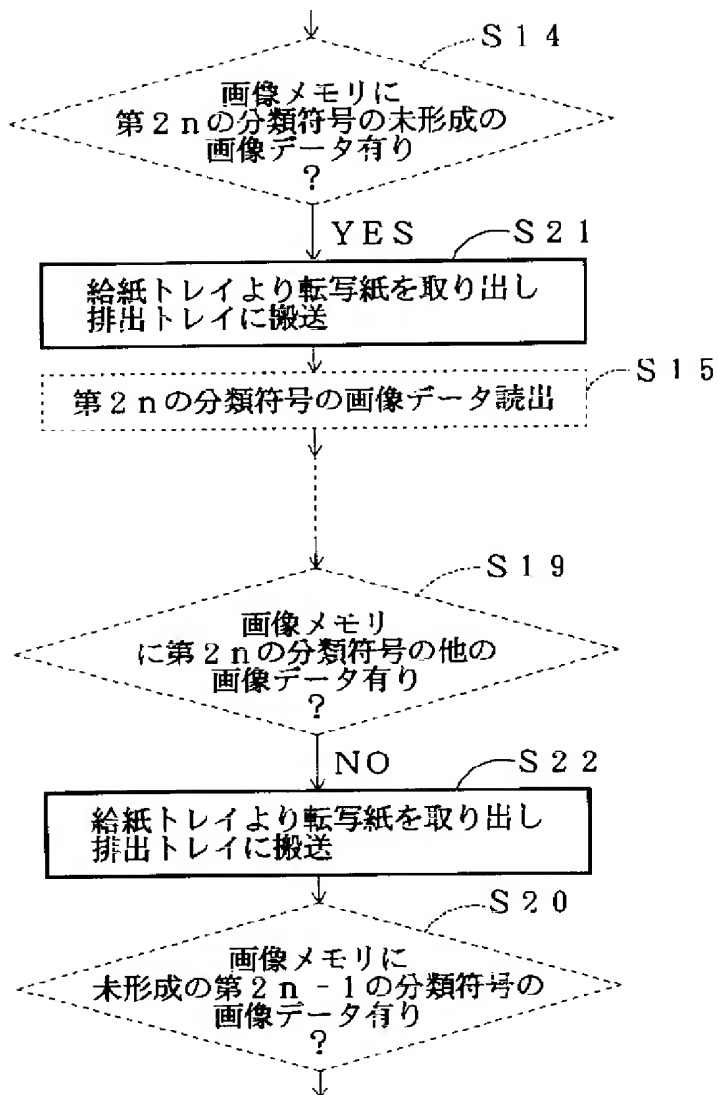 S14
画像メモリに
第2nの分類符号の未形成の
画像データ有り
?
YES
S21
給紙トレイより転写紙を取り出し
排出トレイに搬送
S15
第2nの分類符号の画像データ読出
S19
画像メモリ
に第2nの分類符号の他の
画像データ有り
?
NO
S22
給紙トレイより転写紙を取り出し
排出トレイに搬送
S20
画像メモリに
未形成の第2n-1の分類符号の
画像データ有り
?